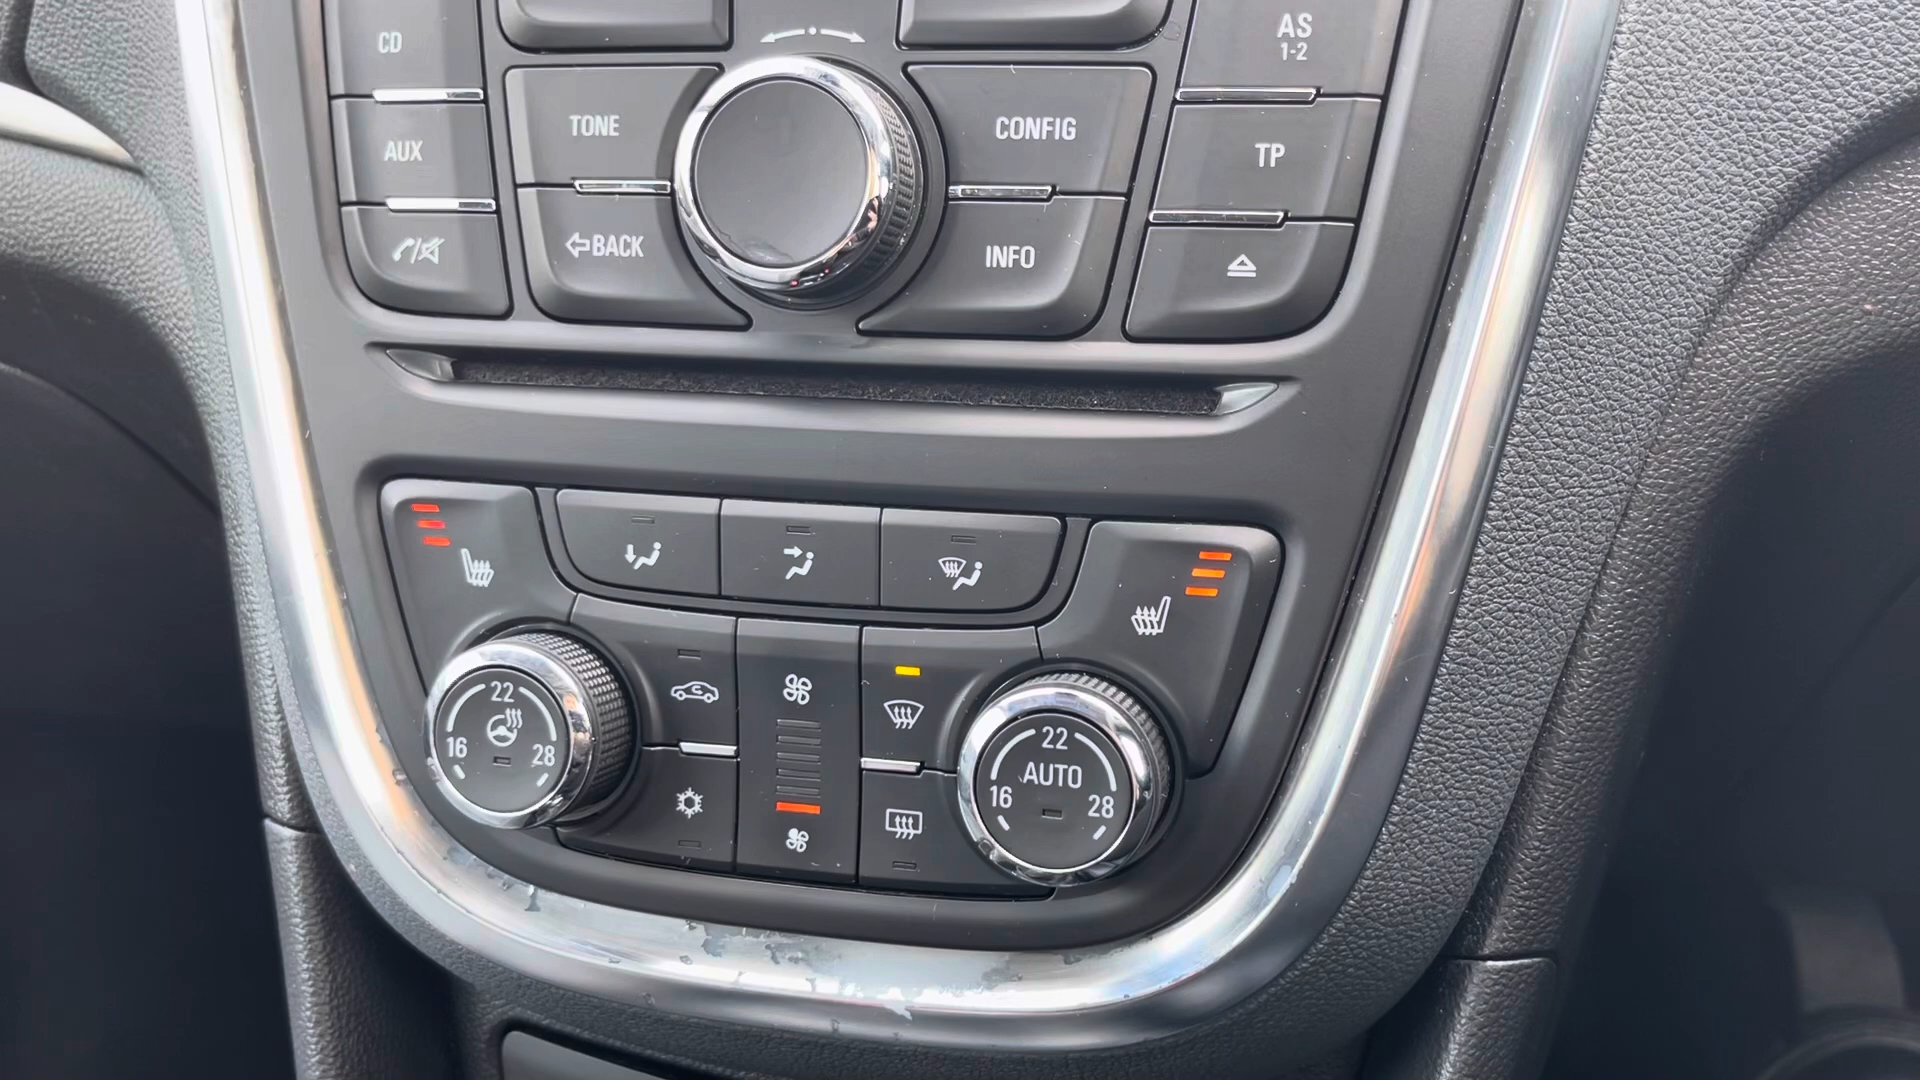 CD
AS
1-2
TONE
CONFIG
AUX
TP
BACK
INFO
22
16
28
22
AUTO
16
28